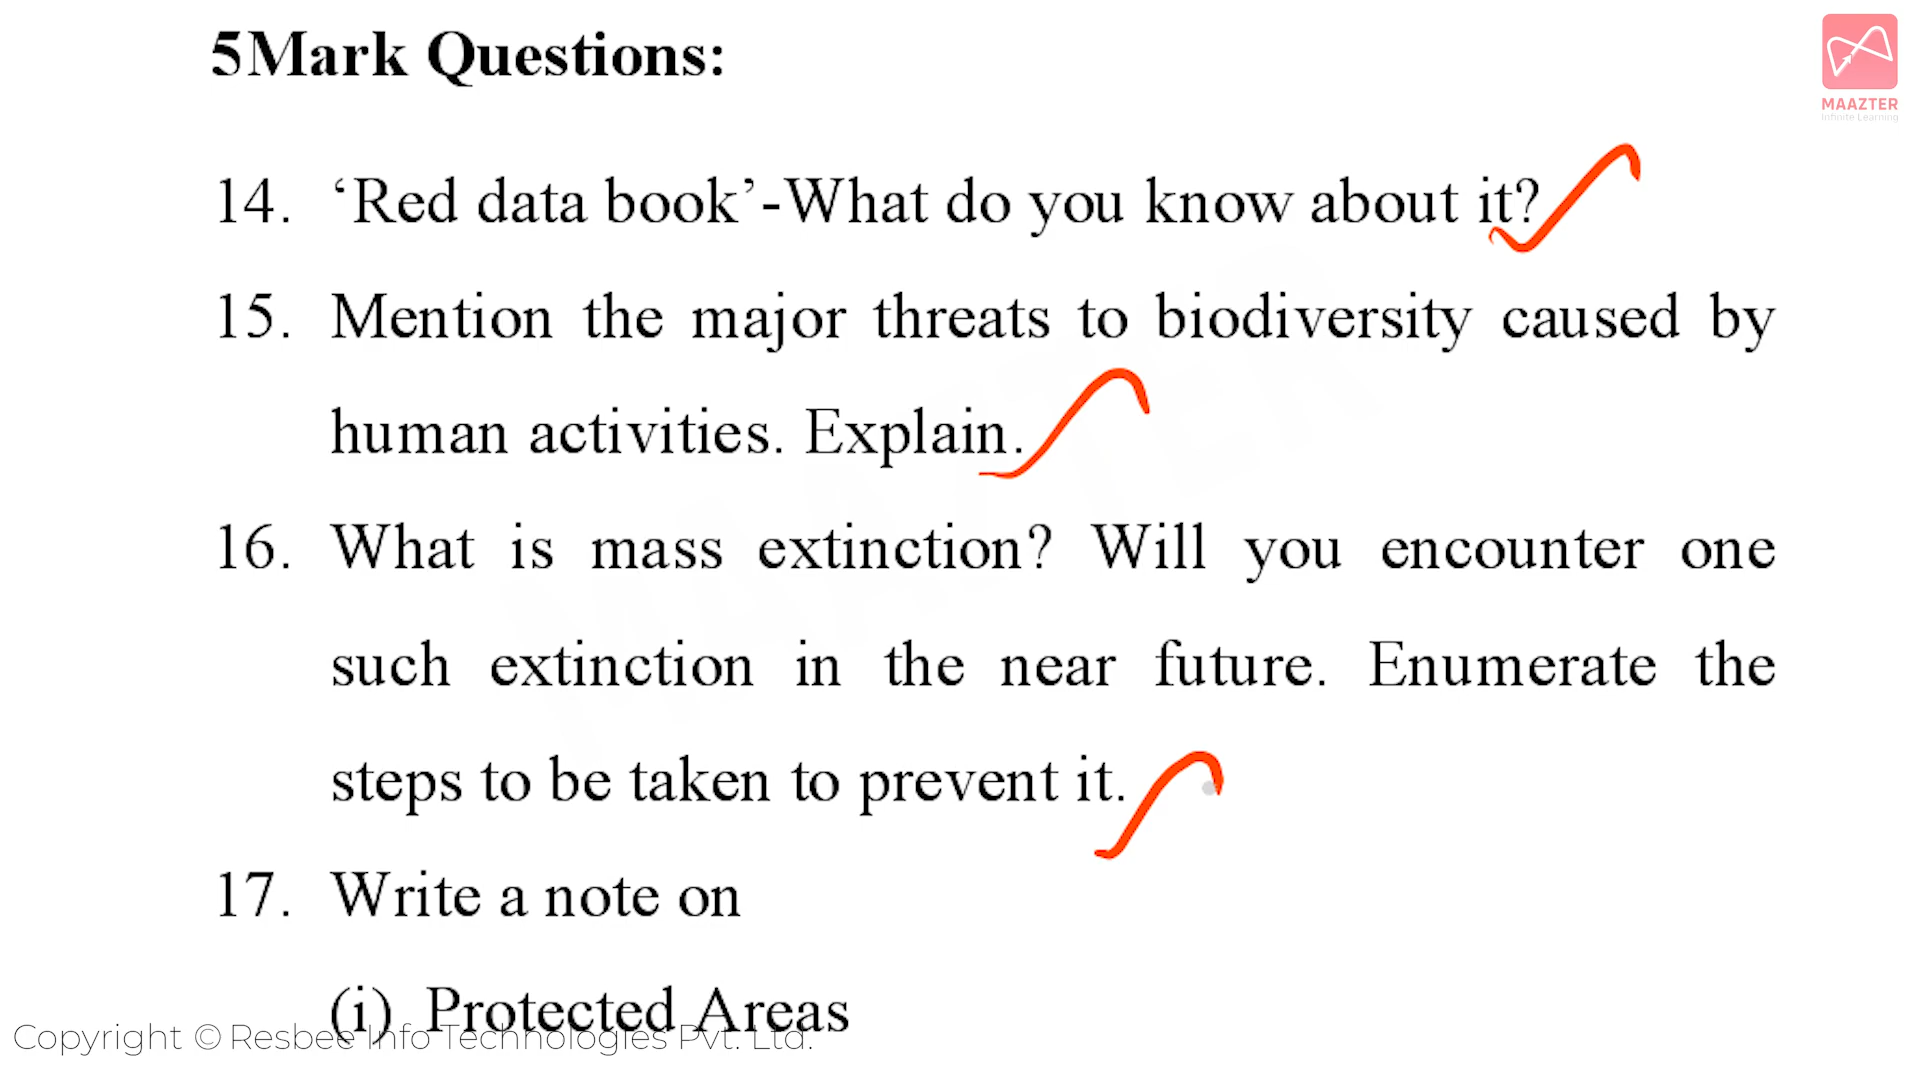 5Mark Questions:
MAAZTER
Infinite Learning
14. ‘Red data book’-What do you know about it?
15. Mention the major threats to biodiversity caused by
human activities. Explain.
16. What is mass extinction? Will you encounter one
such extinction in the near future. Enumerate the
steps to be taken to prevent it.
17. Write a note on
(i) Protected Areas
Copyright © Resbee Info Technologies Pvt. Ltd.